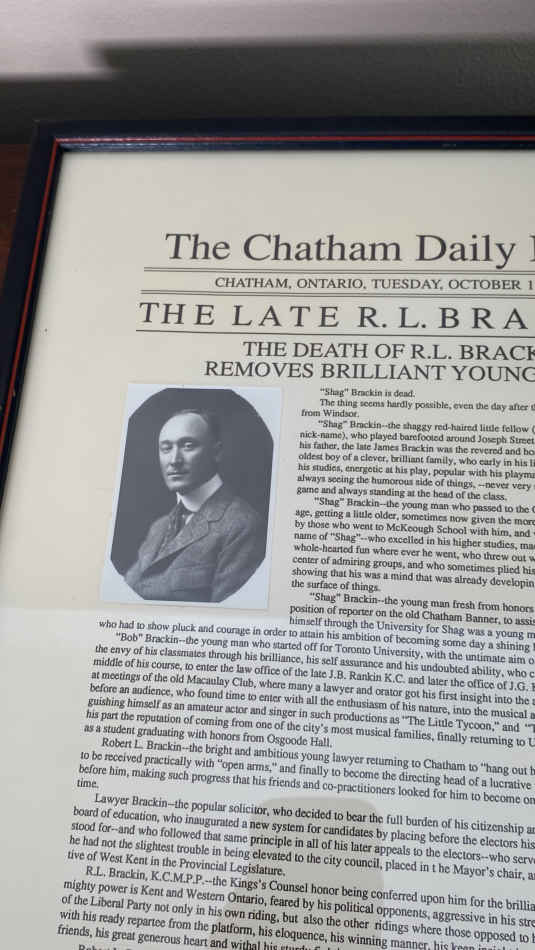 The Chatham Daily
CHATHAM, ONTARIO, TUESDAY, OCTOBER 1
THE LATE R. L. BRA
THE DEATH OF R.L. BRACK
REMOVES BRILLIANT YOUNG
"Shag" Brackin is dead.
The thing seems hardly possible, even the day after
from Windsor.
"Shag" Brackin--the shaggy red-haired little fellow (
nick-name), who played barefooted around Joseph Street
his father, the late James Brackin was the revered and ho
oldest boy of a clever, brilliant family, who early in his li
his studies, energetic at his play, popular with his playma
always seeing the humorous side of things, --never very
game and always standing at the head of the class.
"Shag" Brackin--the young man who passed to the
age, getting a little older, sometimes now given the more
by those who went to McKeough School with him, and
name of "Shag"--who excelled in his higher studies, ma
whole-hearted fun where ever he went, who threw out w
center of admiring groups, and who sometimes plied his
showing that his was a mind that was already developin
the surface of things.
"Shag" Brackin--the young man fresh from honors
position of reporter on the old Chatham Banner, to assis
himself through the University for Shag was a young m
who had to show pluck and courage in order to attain his ambition of becoming some day a shining
"Bob" Brackin--the young man who started off for Toronto University, with the untimate aim o
the envy of his classmates through his brilliance, his self assurance and his undoubted ability, who c
middle of his course, to enter the law office of the late J.B. Rankin K.C. and later the office of J.G.
at meetings of the old Macaulay Club, where many a lawyer and orator got his first insight into the
before an audience, who found time to enter with all the enthusiasm of his nature, into the musical a
guishing himself as an amateur actor and singer in such productions as "The Little Tycoon," and "T
his part the reputation of coming from one of the city's most musical families, finally returning to U
as a student graduating with honors from Osgoode Hall.
Robert L. Brackin--the bright and ambitious young lawyer returning to Chatham to "hang out h
to be received practically with "open arms," and finally to become the directing head of a lucrative
before him, making such progress that his friends and co-practitioners looked for him to become on
time.
Lawyer Brackin--the popular solicitor, who decided to bear the full burden of his citizenship a
board of education, who inaugurated a new system for candidates by placing before the electors his
stood for--and who followed that same principle in all of his later appeals to the electors--who serv
he had not the slightest trouble in being elevated to the city council, placed in t he Mayor's chair, a
tive of West Kent in the Provincial Legislature.
R.L. Brackin, K.C.M.P.P.--the Kings's Counsel honor being conferred upon him for the brillia
mighty power is Kent and Western Ontario, feared by his political opponents, aggressive in his stre
of the Liberal Party not only in his own riding, but also the other ridings where those opposed to
with his ready repartee from the platform, his eloquence, his winning manner, his keen
friends, his great generous heart and withal his